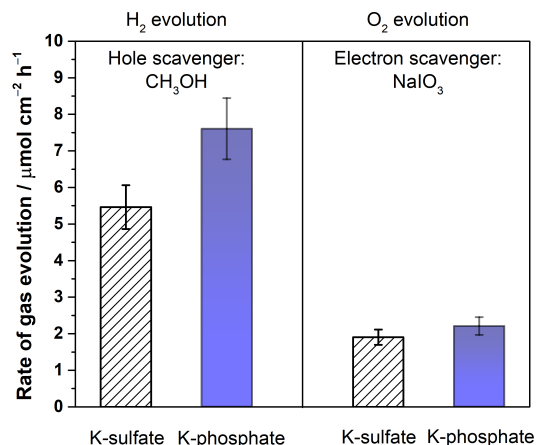 H₂ evolution
O₂ evolution
Hole scavenger:
CH₃OH
Electron scavenger:
NaIO₃
Rate of gas evolution / μmol cm⁻² h⁻¹
10
9
8
7
6
5
4
3
2
1
0
K-sulfate
K-phosphate
K-sulfate
K-phosphate